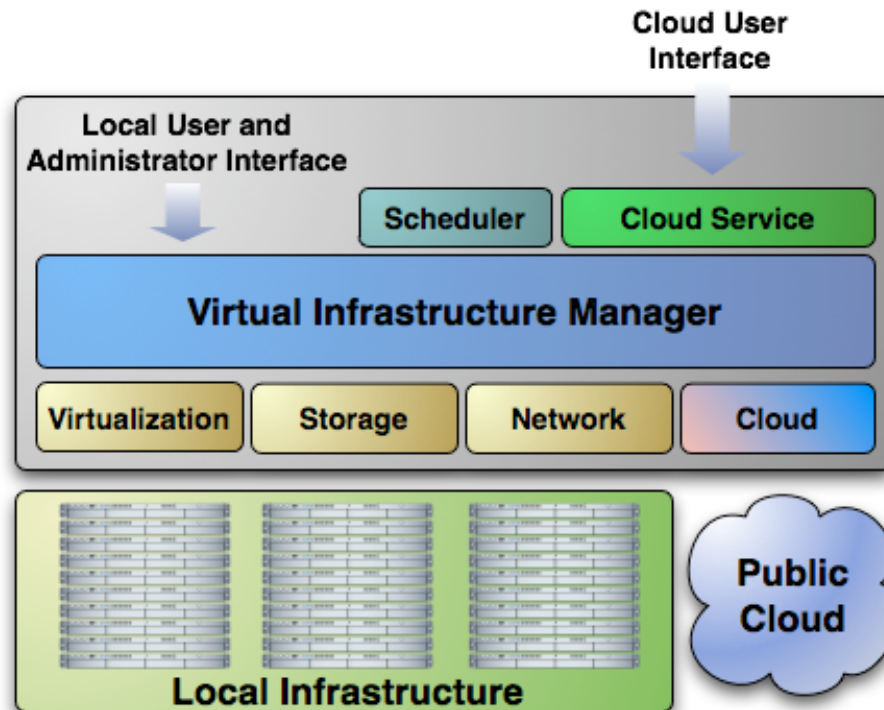 Cloud User
Interface
Local User and
Administrator Interface
Scheduler
Cloud Service
Virtual Infrastructure Manager
Virtualization
Storage
Network
Cloud
Public
Cloud
Local Infrastructure